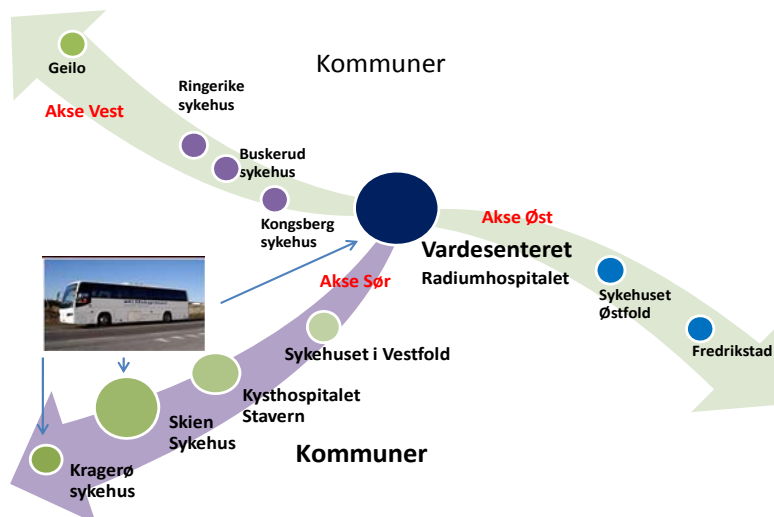 Geilo
Kommuner
Ringerike
sykehus
Akse Vest
Buskerud
sykehus
Kongsberg
sykehus
Akse Øst
Vardesenteret
Radiumhospitalet
Akse Sør
Sykehuset
Østfold
Fredrikstad
Sykehuset i Vestfold
Kysthospitalet
Stavern
Skien
Sykehus
Kommuner
Kragerø
sykehus